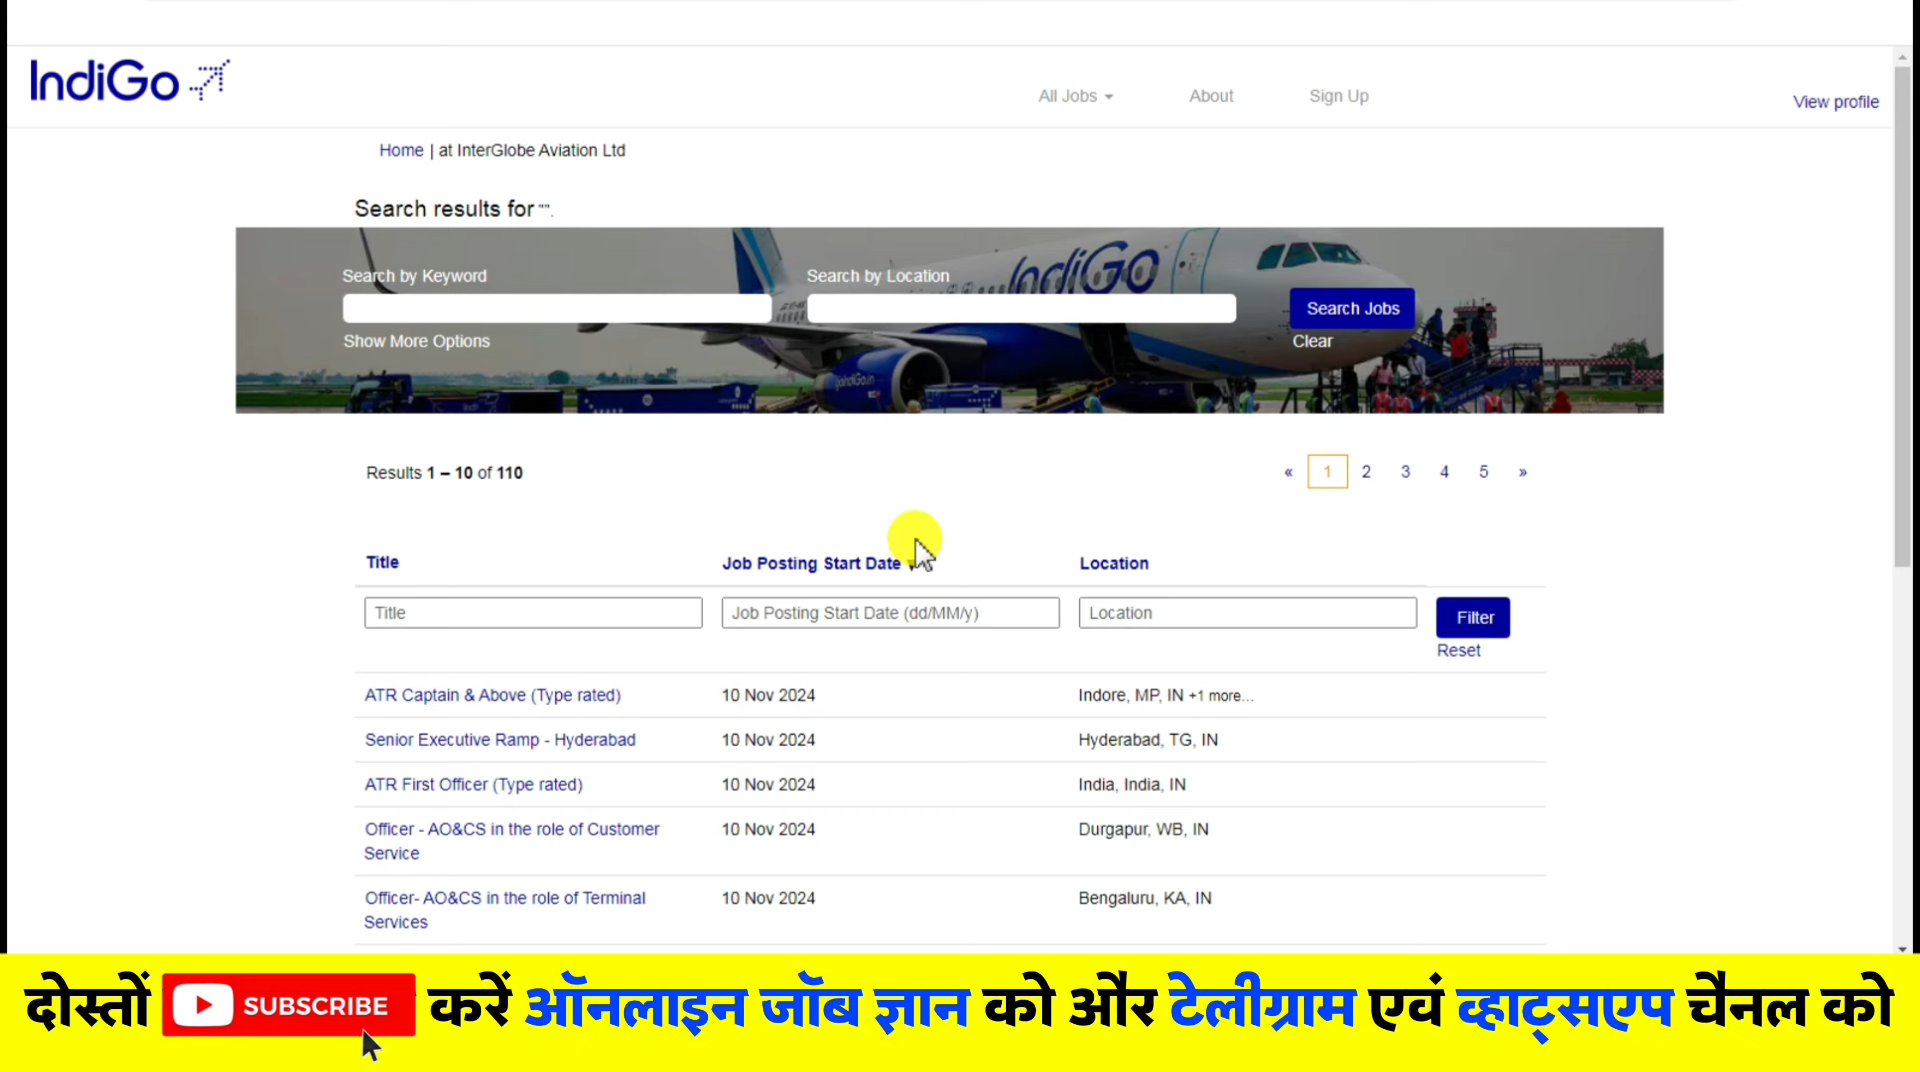 IndiGo
All Jobs
About
Sign Up
View profile
Home | at InterGlobe Aviation Ltd
Search results for "".
IndiGo
Search by Keyword
Search by Location
Search Jobs
Show More Options
Clear
goIndiGo.in
Results 1 – 10 of 110
« 1 2 3 4 5 »
Title Job Posting Start Date Location
Title Job Posting Start Date (dd/MM/y) Location Filter
Reset
ATR Captain & Above (Type rated) 10 Nov 2024 Indore, MP, IN +1 more...
Senior Executive Ramp - Hyderabad 10 Nov 2024 Hyderabad, TG, IN
ATR First Officer (Type rated) 10 Nov 2024 India, India, IN
Officer - AO&CS in the role of Customer 10 Nov 2024 Durgapur, WB, IN
Service
Officer- AO&CS in the role of Terminal 10 Nov 2024 Bengaluru, KA, IN
Services
दोस्तों SUBSCRIBE करें ऑनलाइन जॉब ज्ञान को और टेलीग्राम एवं व्हाट्सएप चैनल को